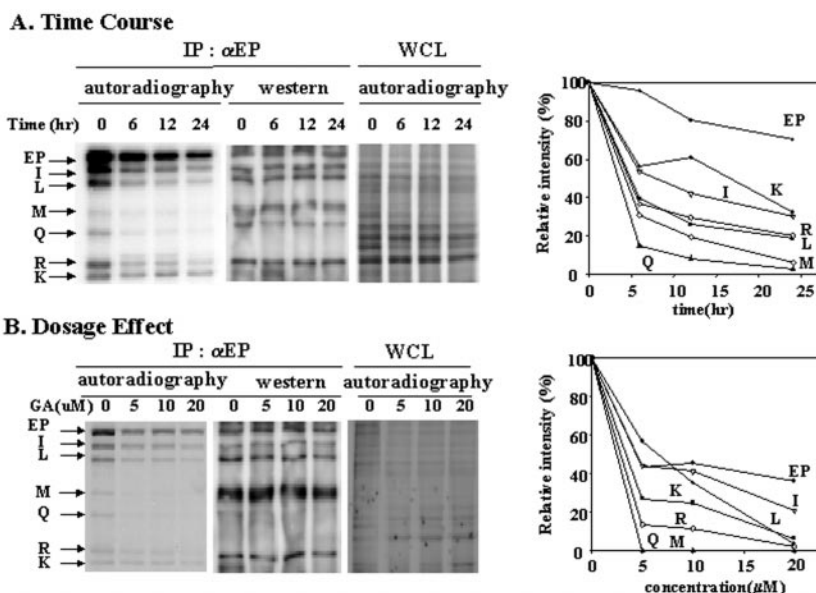 A. Time Course
IP : αEP WCL
autoradiography western autoradiography
Time (hr) 0 6 12 24 0 6 12 24 0 6 12 24
EP
I
L
M
Q
R
K
Relative intensity (%)
100
80
60
40
20
0
0 5 10 15 20 25
time(hr)
EP
K
I
R
L
M
Q
B. Dosage Effect
IP : αEP WCL
autoradiography western autoradiography
GA(uM) 0 5 10 20 0 5 10 20 0 5 10 20
EP
I
L
M
Q
R
K
Relative intensity (%)
100
80
60
40
20
0
0 5 10 15 20
concentration(µM)
EP
I
K
L
R
Q M